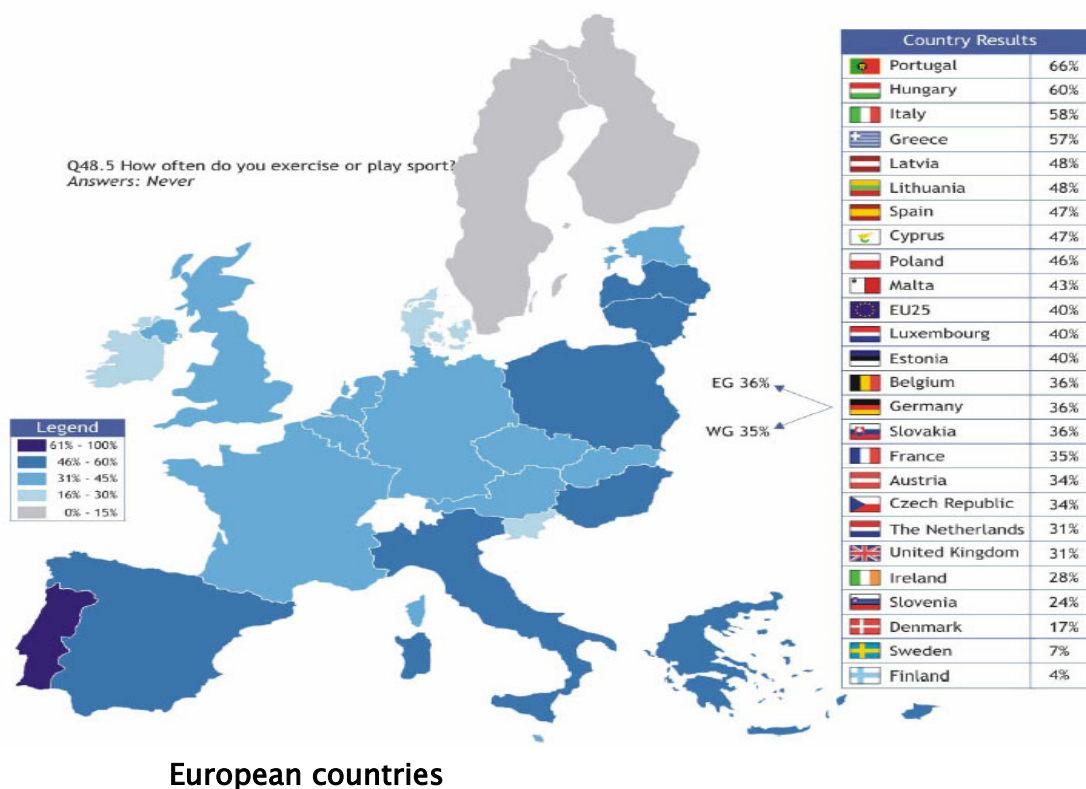 Q48.5 How often do you exercise or play sport?
Answers: Never
EG 36%
WG 35%
Legend
61% - 100%
46% - 60%
31% - 45%
16% - 30%
0% - 15%
Country Results
Portugal 66%
Hungary 60%
Italy 58%
Greece 57%
Latvia 48%
Lithuania 48%
Spain 47%
Cyprus 47%
Poland 46%
Malta 43%
EU25 40%
Luxembourg 40%
Estonia 40%
Belgium 36%
Germany 36%
Slovakia 36%
France 35%
Austria 34%
Czech Republic 34%
The Netherlands 31%
United Kingdom 31%
Ireland 28%
Slovenia 24%
Denmark 17%
Sweden 7%
Finland 4%
European countries